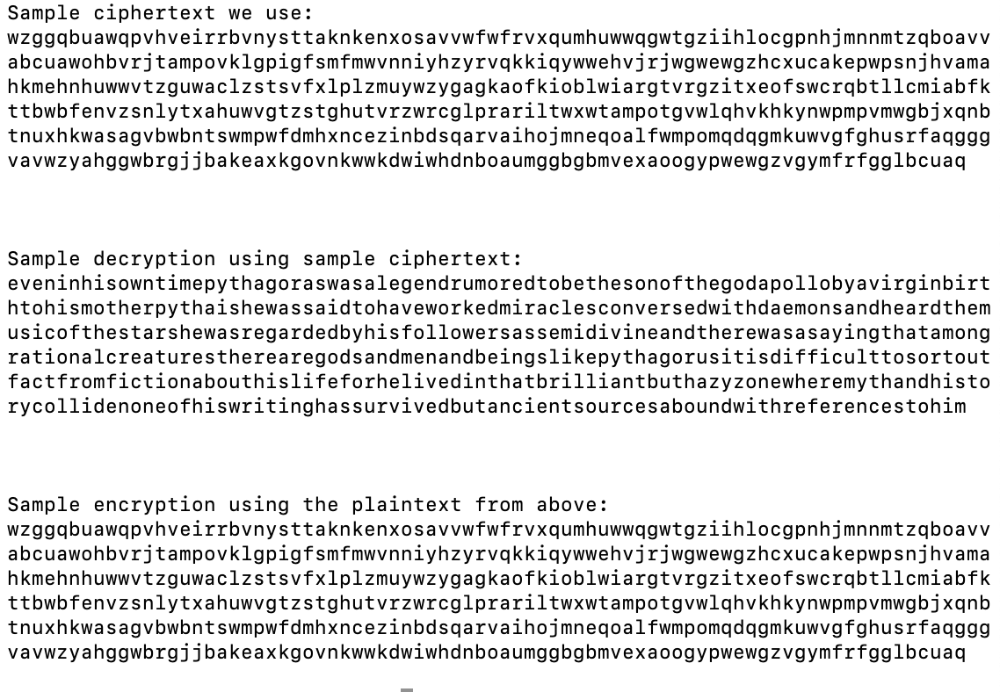 Sample ciphertext we use:
wzggqbuawqpvhveirrbvnysttaknkenxosavvwfwfrvxqumhuwwqgwtgziihlocgpnhjmnnmtzqboavv
abcuawohbvrjtampovklgpigfsmfmwvnniyhzyrvqkkiqywwehvjrjwgwewgzhcxucakepwpsnjhvama
hkmehnhuwwvtzguwaclzstsvfxlplzmuywzygagkaofkioblwiargtvrgzitxeofswcrqbtllcmiabfk
ttbwbfenvzsnlytxahuwvgtzstghutvrzwrcglprariltwxwtampotgvwlqhvkhkynwpmpvmwgbjxqnb
tnuxhkwasagvbwbntswmpwfdmhxncezinbdsqarvaihojmneqoalfwmpomqdqgmkuwvgfghusrfaqggg
vavwzyahggwbrgjjbakeaxkgovnkwwkdwiwhdnboaumggbgbmvexaoogypwewgzvgymfrfgglbcuaq
Sample decryption using sample ciphertext:
eveninhisowntimepythagoraswasalegendrumoredtobethesonofthegodapollobyavirginbirt
htohismotherpythaishewassaidtohaveworkedmiraclesconversedwithdaemonsandheardthem
usicofthestarshewasregardedbyhisfollowersassemidivineandtherewasasayingthatamong
rationalcreaturestherearegodsandmenandbeingslikepythagorusitisdifficulttosortout
factfromfictionabouthislifeforhelivedinthatbrilliantbuthazyzonewheremythandhisto
rycollidenoneofhiswritinghassurvivedbutancientsourcesaboundwithreferencestohim
Sample encryption using the plaintext from above:
wzggqbuawqpvhveirrbvnysttaknkenxosavvwfwfrvxqumhuwwqgwtgziihlocgpnhjmnnmtzqboavv
abcuawohbvrjtampovklgpigfsmfmwvnniyhzyrvqkkiqywwehvjrjwgwewgzhcxucakepwpsnjhvama
hkmehnhuwwvtzguwaclzstsvfxlplzmuywzygagkaofkioblwiargtvrgzitxeofswcrqbtllcmiabfk
ttbwbfenvzsnlytxahuwvgtzstghutvrzwrcglprariltwxwtampotgvwlqhvkhkynwpmpvmwgbjxqnb
tnuxhkwasagvbwbntswmpwfdmhxncezinbdsqarvaihojmneqoalfwmpomqdqgmkuwvgfghusrfaqggg
vavwzyahggwbrgjjbakeaxkgovnkwwkdwiwhdnboaumggbgbmvexaoogypwewgzvgymfrfgglbcuaq